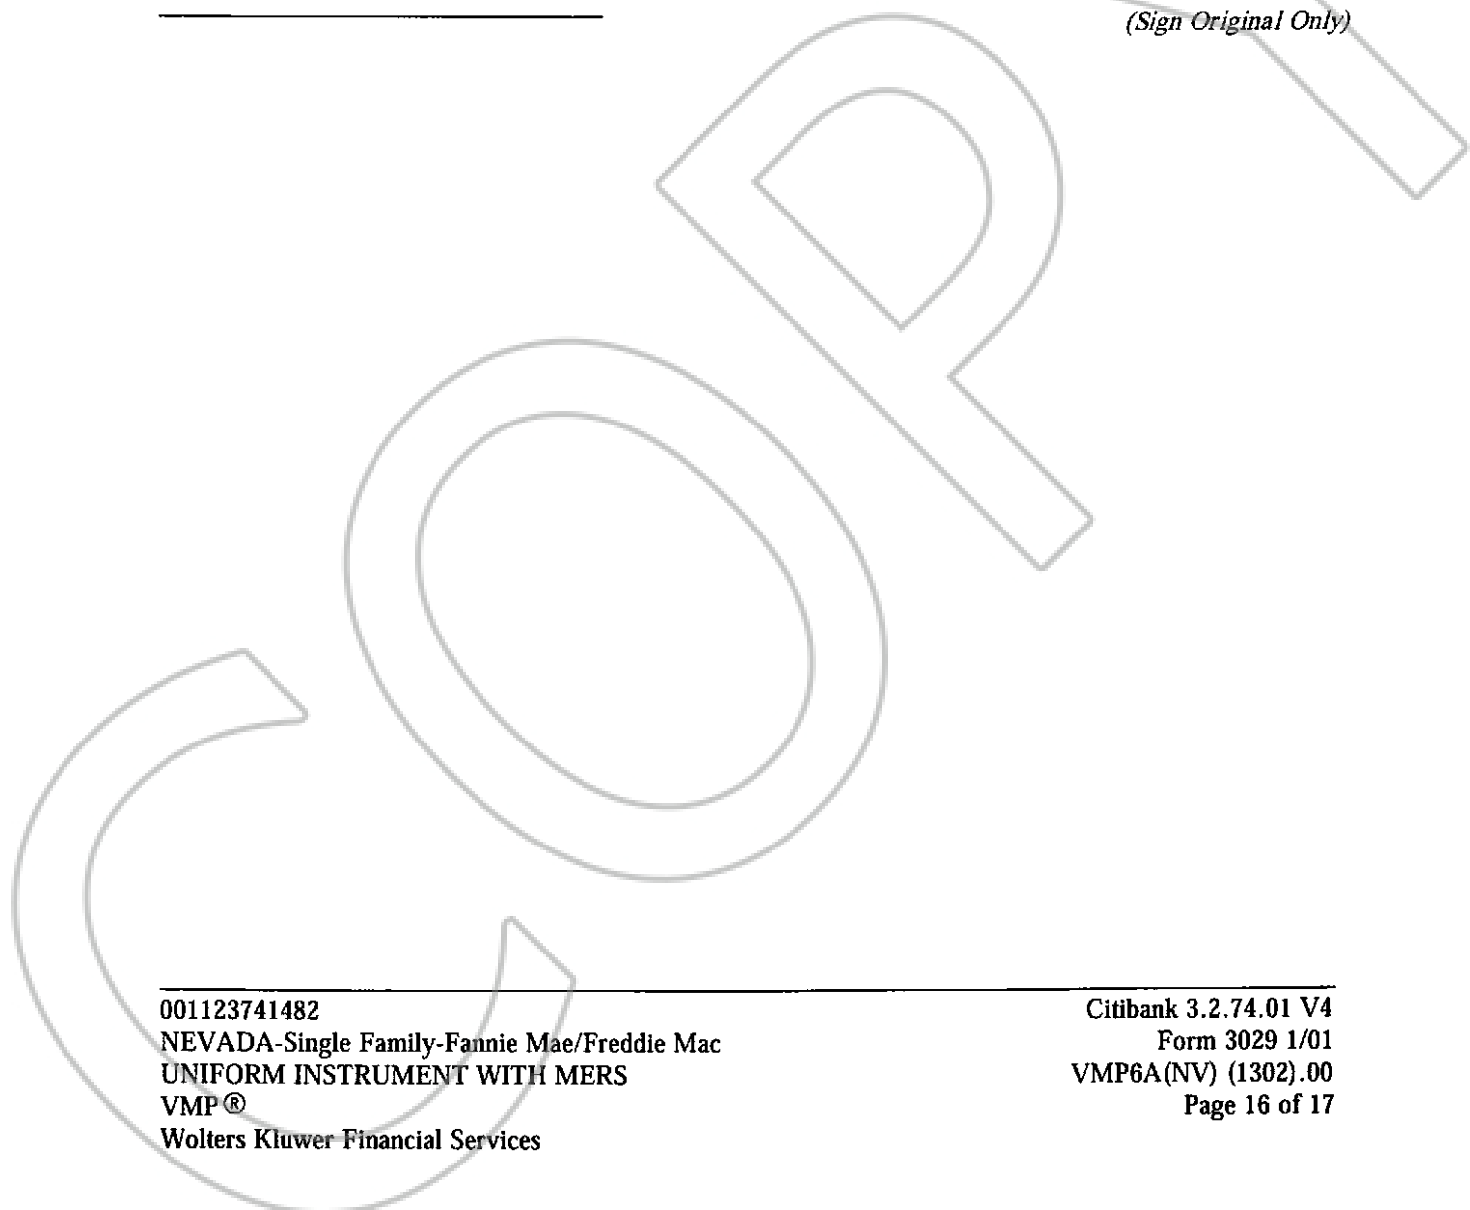 (Sign Original Only)
COPY
001123741482
NEVADA-Single Family-Fannie Mae/Freddie Mac
UNIFORM INSTRUMENT WITH MERS
VMP ®
Wolters Kluwer Financial Services
Citibank 3.2.74.01 V4
Form 3029 1/01
VMP6A(NV) (1302).00
Page 16 of 17